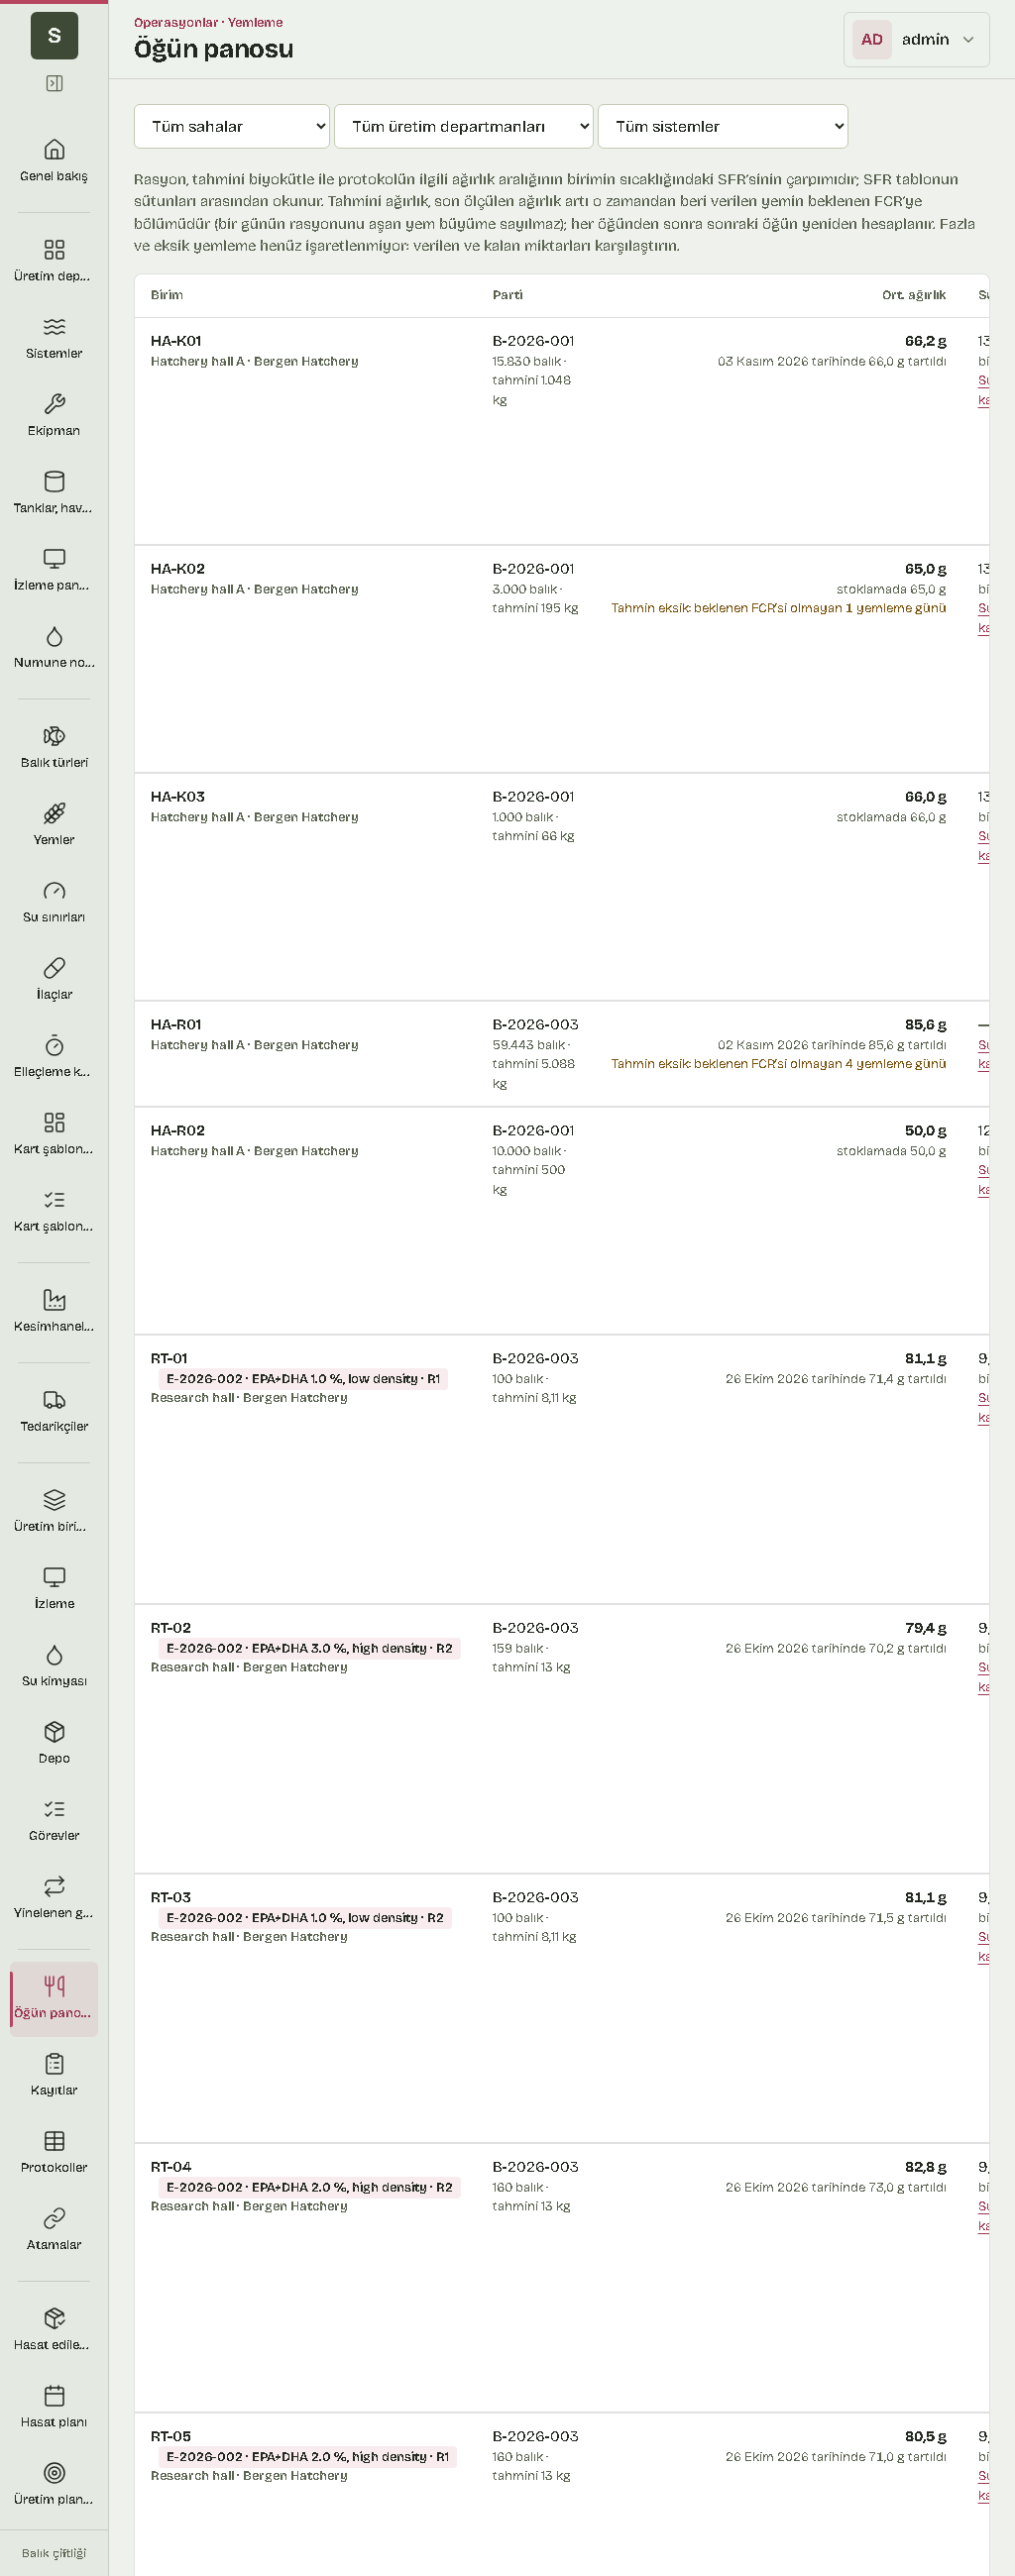 S
Operasyonlar · Yemleme
Öğün panosu
AD admin
Genel bakış
Üretim dep...
Sistemler
Ekipman
Tanklar, hav...
İzleme pan...
Numune no...
Balık türleri
Yemler
Su sınırları
İlaçlar
Elleçleme k...
Kart şablon...
Kart şablon...
Kesimhanel...
Tedarikçiler
Üretim biri...
İzleme
Su kimyası
Depo
Görevler
Yinelenen g...
Öğün pano...
Kayıtlar
Protokoller
Atamalar
Hasat edile...
Hasat planı
Üretim plan...
Balık çiftliği
Tüm sahalar
Tüm üretim departmanları
Tüm sistemler
Rasyon, tahmini biyokütle ile protokolün ilgili ağırlık aralığının birimin sıcaklığındaki SFR'sinin çarpımıdır; SFR tablonun
sütunları arasından okunur. Tahmini ağırlık, son ölçülen ağırlık artı o zamandan beri verilen yemin beklenen FCR'ye
bölümüdür (bir günün rasyonunu aşan yem büyüme sayılmaz); her öğünden sonra sonraki öğün yeniden hesaplanır. Fazla
ve eksik yemleme henüz işaretlenmiyor: verilen ve kalan miktarları karşılaştırın.
Birim Parti Ort. ağırlık
HA-K01 B-2026-001 66,2 g 13
Hatchery hall A · Bergen Hatchery 15.830 balık · 03 Kasım 2026 tarihinde 66,0 g tartıldı
tahmini 1.048
kg
HA-K02 B-2026-001 65,0 g 13
Hatchery hall A · Bergen Hatchery 3.000 balık · stoklamada 65,0 g
tahmini 195 kg Tahmin eksik: beklenen FCR'si olmayan 1 yemleme günü
HA-K03 B-2026-001 66,0 g 13
Hatchery hall A · Bergen Hatchery 1.000 balık · stoklamada 66,0 g
tahmini 66 kg
HA-R01 B-2026-003 85,6 g —
Hatchery hall A · Bergen Hatchery 59.443 balık · 02 Kasım 2026 tarihinde 85,6 g tartıldı
tahmini 5.088 Tahmin eksik: beklenen FCR'si olmayan 4 yemleme günü
kg
HA-R02 B-2026-001 50,0 g 12
Hatchery hall A · Bergen Hatchery 10.000 balık · stoklamada 50,0 g
tahmini 500
kg
RT-01 B-2026-003 81,1 g 9,
E-2026-002 · EPA+DHA 1.0 %, low density · R1 100 balık · 26 Ekim 2026 tarihinde 71,4 g tartıldı
Research hall · Bergen Hatchery tahmini 8,11 kg
RT-02 B-2026-003 79,4 g 9,
E-2026-002 · EPA+DHA 3.0 %, high density · R2 159 balık · 26 Ekim 2026 tarihinde 70,2 g tartıldı
Research hall · Bergen Hatchery tahmini 13 kg
RT-03 B-2026-003 81,1 g 9,
E-2026-002 · EPA+DHA 1.0 %, low density · R2 100 balık · 26 Ekim 2026 tarihinde 71,5 g tartıldı
Research hall · Bergen Hatchery tahmini 8,11 kg
RT-04 B-2026-003 82,8 g 9,
E-2026-002 · EPA+DHA 2.0 %, high density · R2 160 balık · 26 Ekim 2026 tarihinde 73,0 g tartıldı
Research hall · Bergen Hatchery tahmini 13 kg
RT-05 B-2026-003 80,5 g 9,
E-2026-002 · EPA+DHA 2.0 %, high density · R1 160 balık · 26 Ekim 2026 tarihinde 71,0 g tartıldı
Research hall · Bergen Hatchery tahmini 13 kg